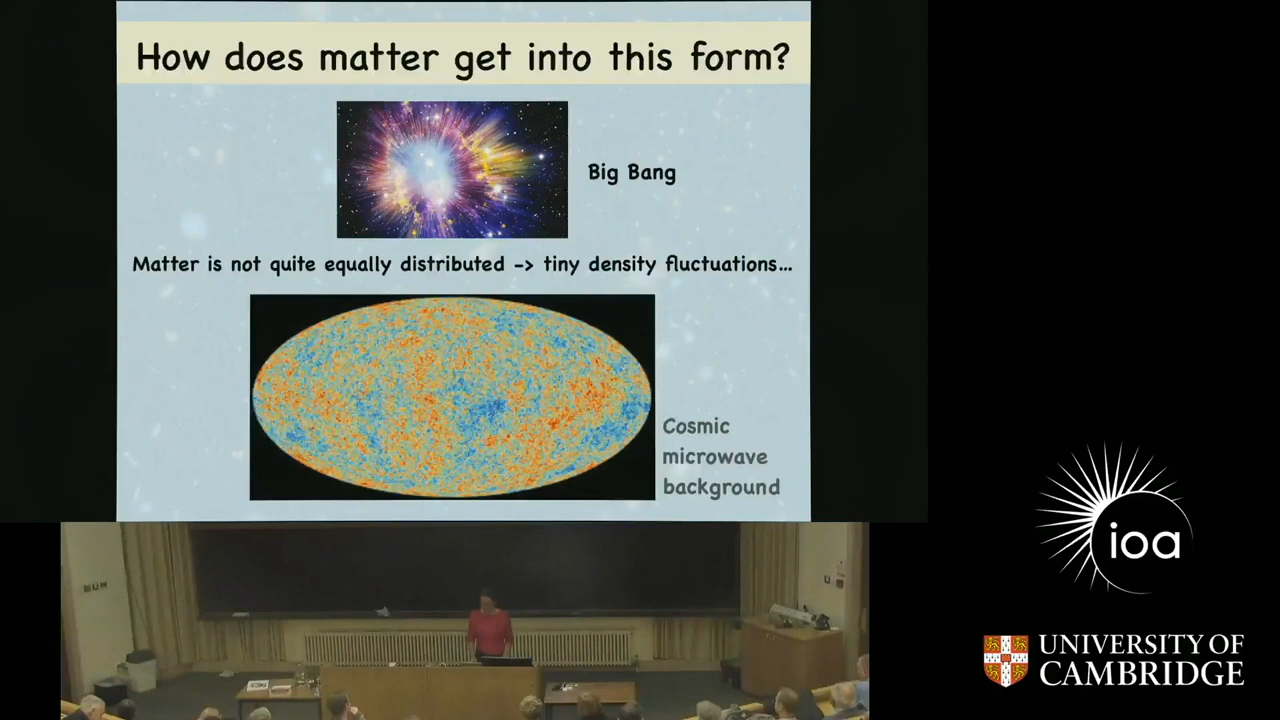 How does matter get into this form?
Big Bang
Matter is not quite equally distributed -> tiny density fluctuations...
Cosmic
microwave
background
ioa
UNIVERSITY OF
CAMBRIDGE